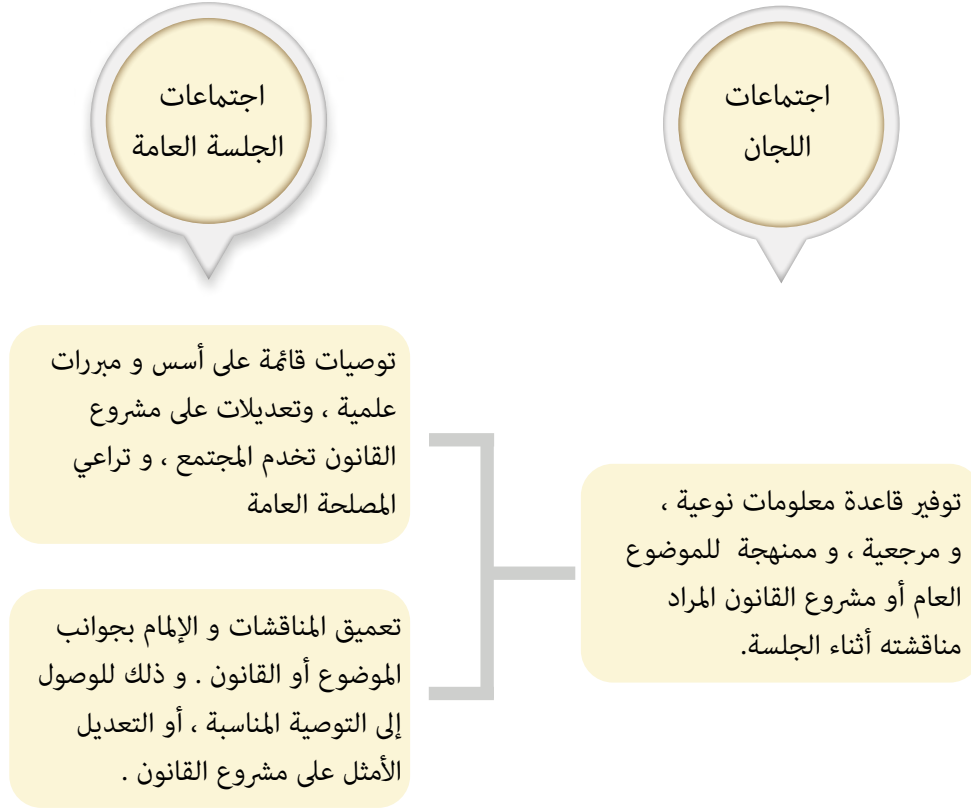 اجتماعات
اللجان
اجتماعات
الجلسة العامة
توفير قاعدة معلومات نوعية ،
و مرجعية ، و ممنهجة للموضوع
العام أو مشروع القانون المراد
مناقشته أثناء الجلسة.
توصيات قائمة على أسس و مبررات
علمية ، وتعديلات على مشروع
القانون تخدم المجتمع ، و تراعي
المصلحة العامة
تعميق المناقشات و الإلمام بجوانب
الموضوع أو القانون . و ذلك للوصول
إلى التوصية المناسبة ، أو التعديل
الأمثل على مشروع القانون .